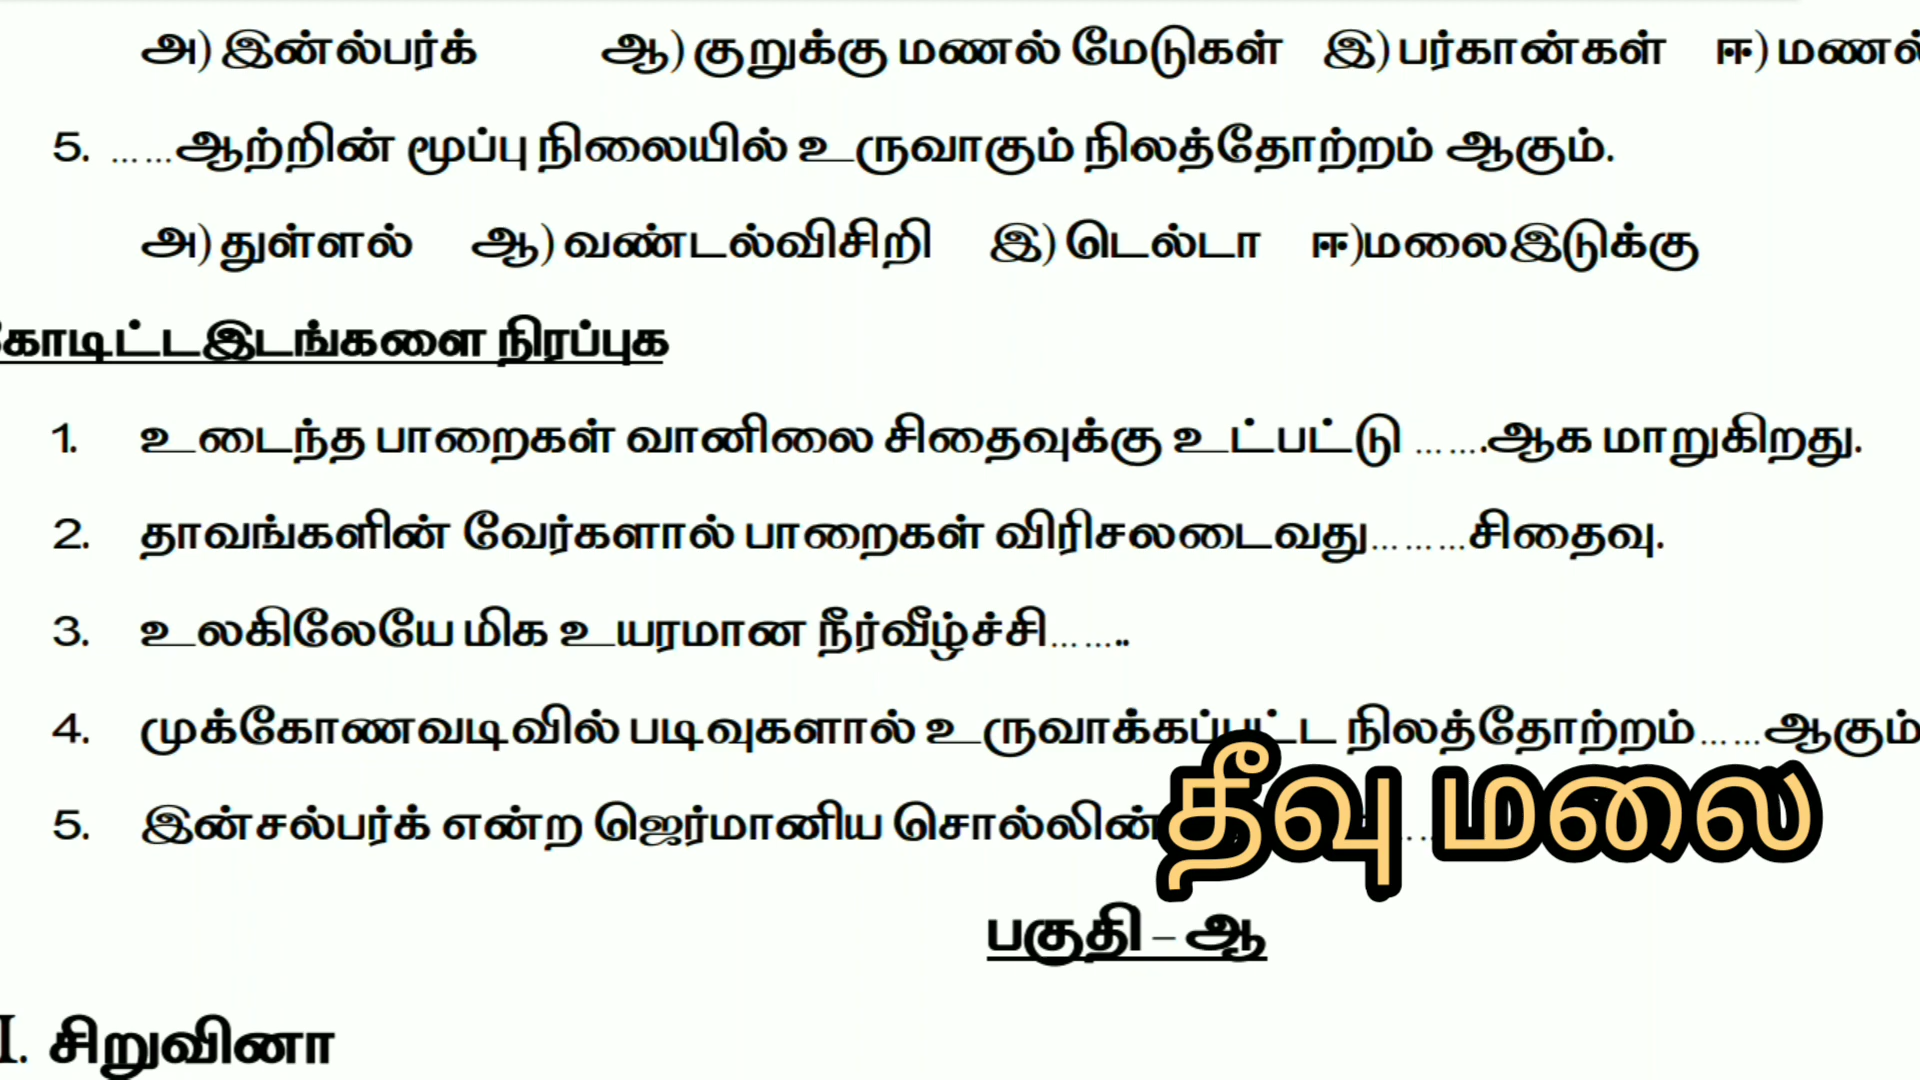 அ) இன்ல்பர்க் ஆ) குறுக்கு மணல் மேடுகள் இ) பர்கான்கள் ஈ) மணல்
5. ......ஆற்றின் மூப்பு நிலையில் உருவாகும் நிலத்தோற்றம் ஆகும்.
அ) துள்ளல் ஆ) வண்டல்விசிறி இ) டெல்டா ஈ)மலைஇடுக்கு
கோடிட்டஇடங்களை நிரப்புக
1. உடைந்த பாறைகள் வானிலை சிதைவுக்கு உட்பட்டு .......ஆக மாறுகிறது.
2. தாவங்களின் வேர்களால் பாறைகள் விரிசலடைவது.........சிதைவு.
3. உலகிலேயே மிக உயரமான நீர்வீழ்ச்சி........
4. முக்கோணவடிவில் படிவுகளால் உருவாக்கப்பட்ட நிலத்தோற்றம்......ஆகும்
5. இன்சல்பர்க் என்ற ஜெர்மானிய சொல்லின்
தீவு மலை
பகுதி – ஆ
I. சிறுவினா